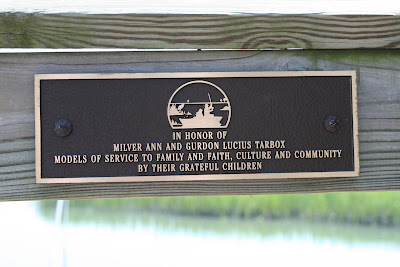 IN HONOR OF
MILVER ANN AND GURDON LUCIUS TARBOX
MODELS OF SERVICE TO FAMILY AND FAITH, CULTURE AND COMMUNITY
BY THEIR GRATEFUL CHILDREN